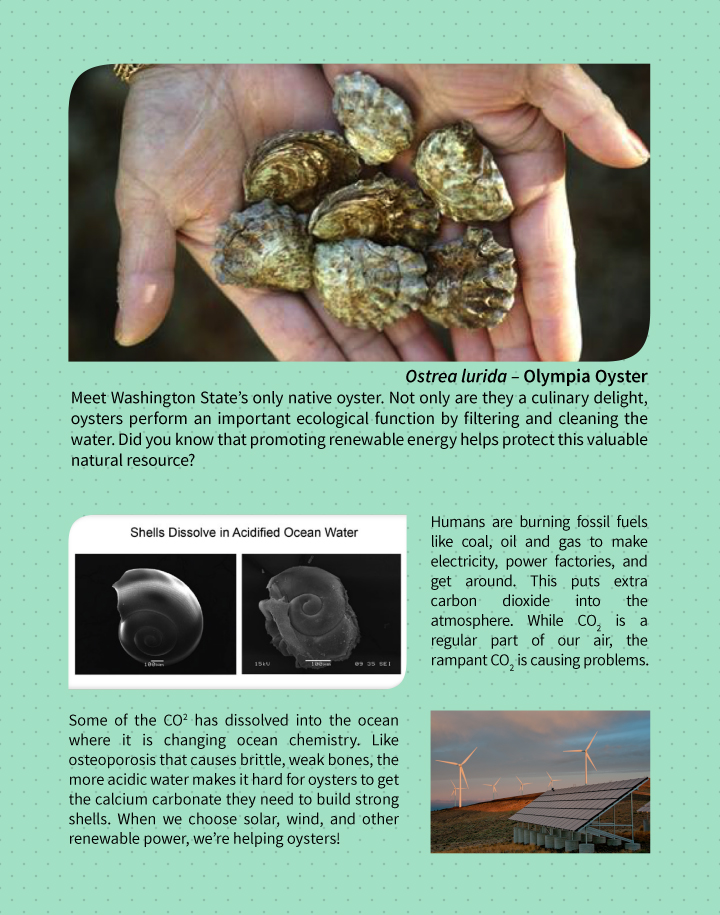 Ostrea lurida – Olympia Oyster
Meet Washington State's only native oyster. Not only are they a culinary delight,
oysters perform an important ecological function by filtering and cleaning the
water. Did you know that promoting renewable energy helps protect this valuable
natural resource?
Shells Dissolve in Acidified Ocean Water
100µm
15kV 100µm 09 35 SEI
Humans are burning fossil fuels
like coal, oil and gas to make
electricity, power factories, and
get around. This puts extra
carbon dioxide into the
atmosphere. While CO₂ is a
regular part of our air, the
rampant CO₂ is causing problems.
Some of the CO² has dissolved into the ocean
where it is changing ocean chemistry. Like
osteoporosis that causes brittle, weak bones, the
more acidic water makes it hard for oysters to get
the calcium carbonate they need to build strong
shells. When we choose solar, wind, and other
renewable power, we're helping oysters!